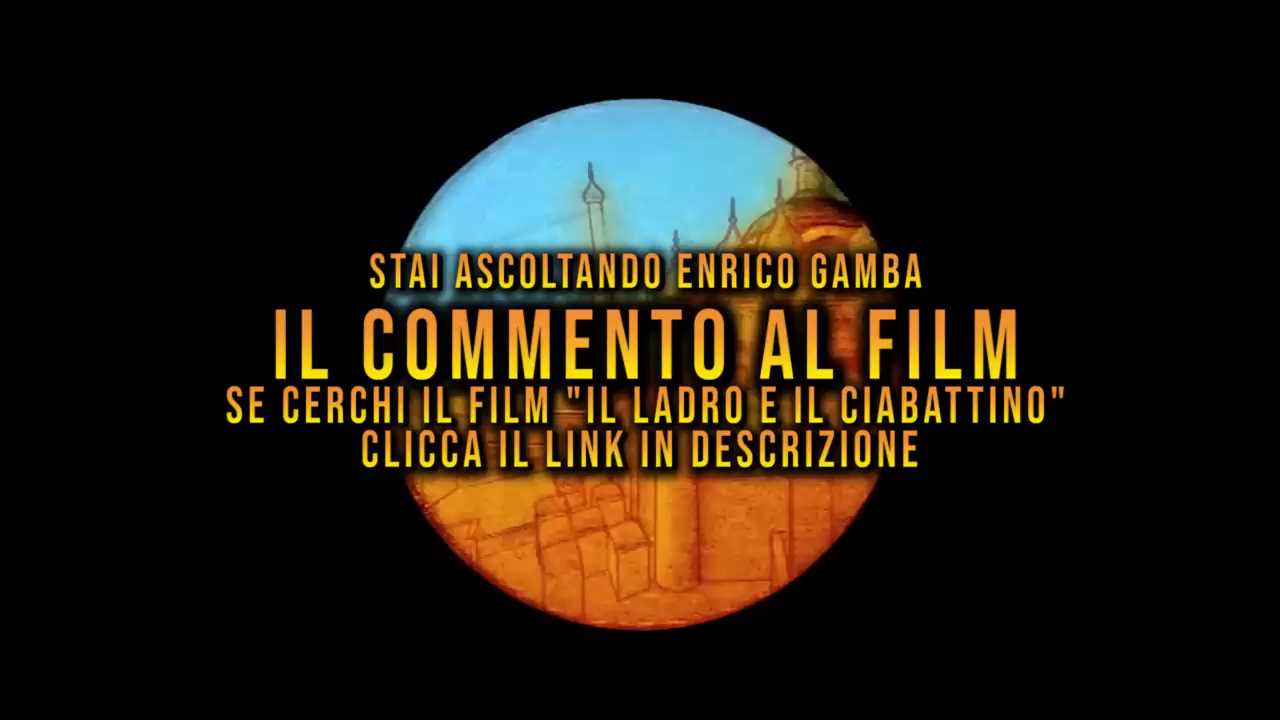 STAI ASCOLTANDO ENRICO GAMBA
IL COMMENTO AL FILM
SE CERCHI IL FILM "IL LADRO E IL CIABATTINO"
CLICCA IL LINK IN DESCRIZIONE